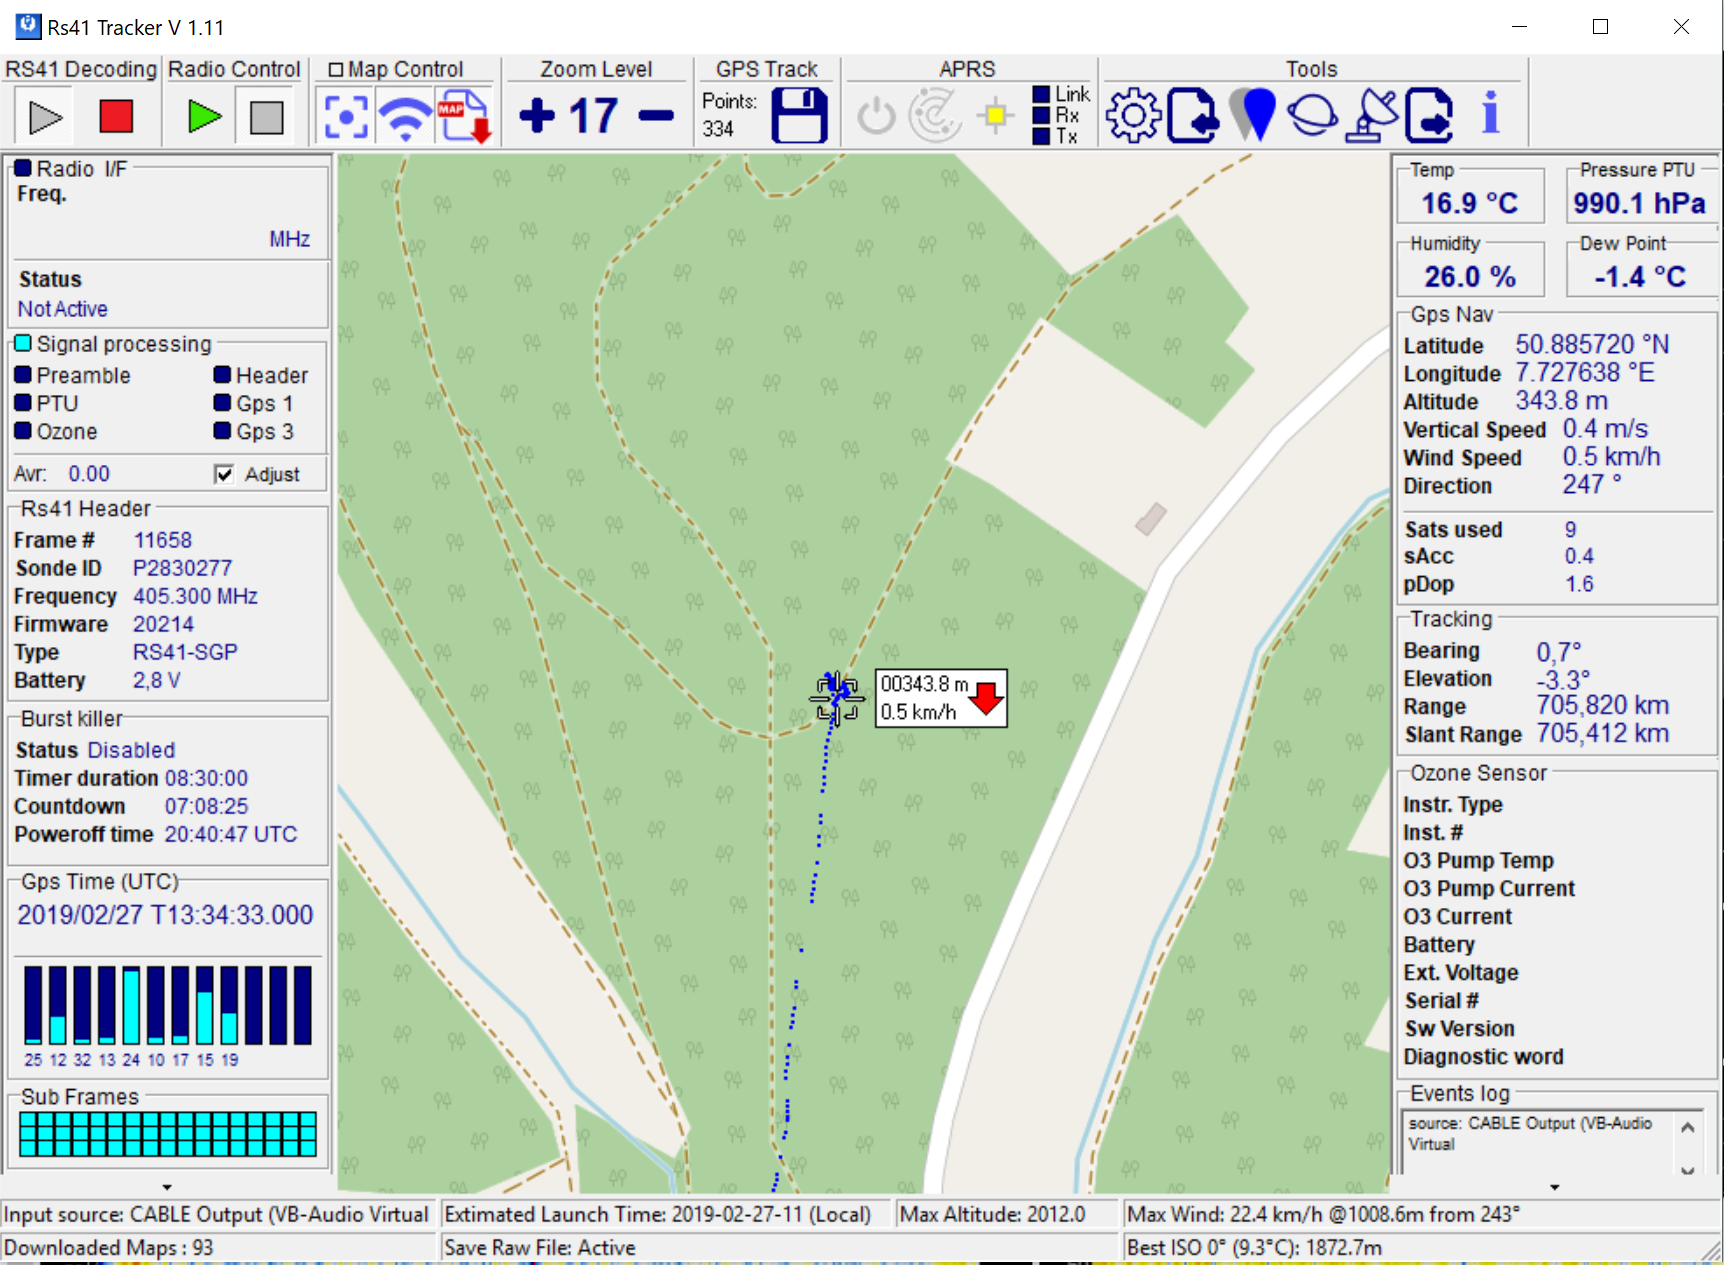 Rs41 Tracker V 1.11
RS41 Decoding
Radio Control
Map Control
Zoom Level
GPS Track
APRS
Tools
MAP
17
Points:
334
Link
Rx
Tx
Radio I/F
Freq.
MHz
Status
Not Active
Signal processing
Preamble Header
PTU Gps 1
Ozone Gps 3
Avr: 0.00 Adjust
Rs41 Header
Frame # 11658
Sonde ID P2830277
Frequency 405.300 MHz
Firmware 20214
Type RS41-SGP
Battery 2,8 V
Burst killer
Status Disabled
Timer duration 08:30:00
Countdown 07:08:25
Poweroff time 20:40:47 UTC
Gps Time (UTC)
2019/02/27 T13:34:33.000
25 12 32 13 24 10 17 15 19
Sub Frames
00343.8 m
0.5 km/h
Temp
16.9 °C
Pressure PTU
990.1 hPa
Humidity
26.0 %
Dew Point
-1.4 °C
Gps Nav
Latitude 50.885720 °N
Longitude 7.727638 °E
Altitude 343.8 m
Vertical Speed 0.4 m/s
Wind Speed 0.5 km/h
Direction 247 °
Sats used 9
sAcc 0.4
pDop 1.6
Tracking
Bearing 0,7°
Elevation -3.3°
Range 705,820 km
Slant Range 705,412 km
Ozone Sensor
Instr. Type
Inst. #
O3 Pump Temp
O3 Pump Current
O3 Current
Battery
Ext. Voltage
Serial #
Sw Version
Diagnostic word
Events log
source: CABLE Output (VB-Audio
Virtual
Input source: CABLE Output (VB-Audio Virtual
Extimated Launch Time: 2019-02-27-11 (Local)
Max Altitude: 2012.0
Max Wind: 22.4 km/h @1008.6m from 243°
Downloaded Maps : 93
Save Raw File: Active
Best ISO 0° (9.3°C): 1872.7m